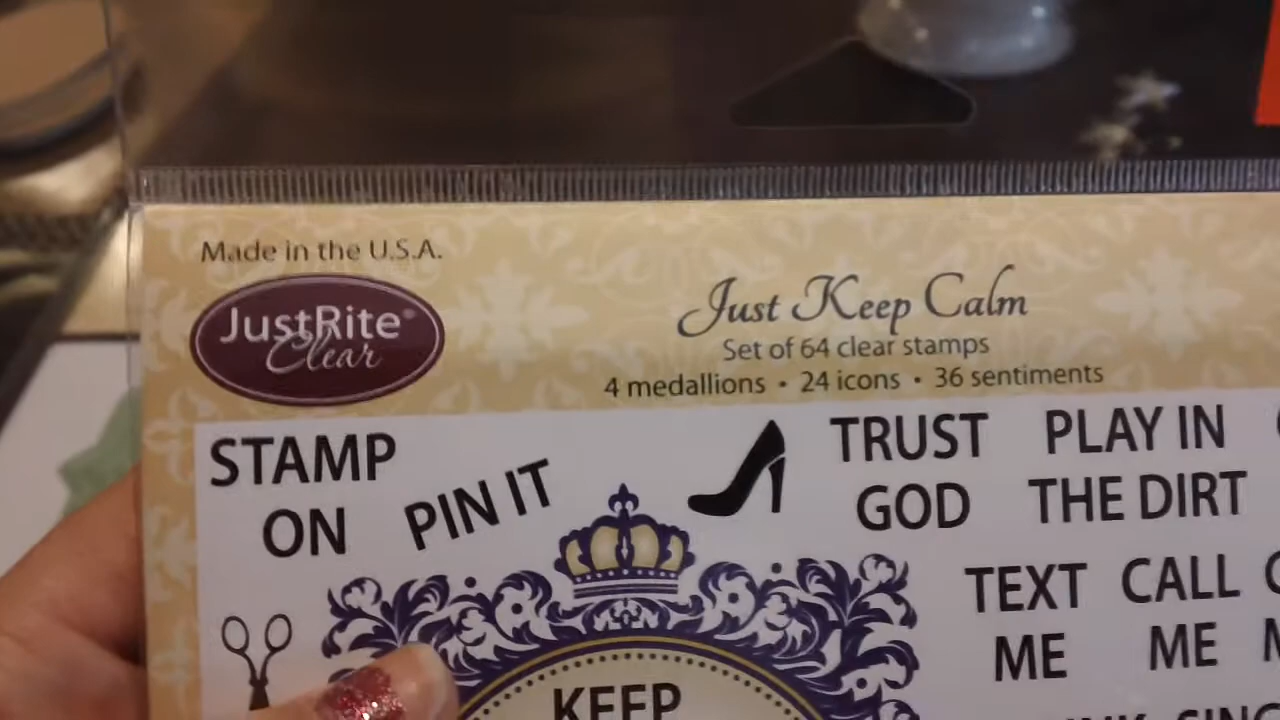 Made in the U.S.A.
JustRite®
Clear
Just Keep Calm
Set of 64 clear stamps
4 medallions • 24 icons • 36 sentiments
STAMP
ON
PIN IT
TRUST
GOD
PLAY IN
THE DIRT
TEXT
ME
CALL
ME
KEEP